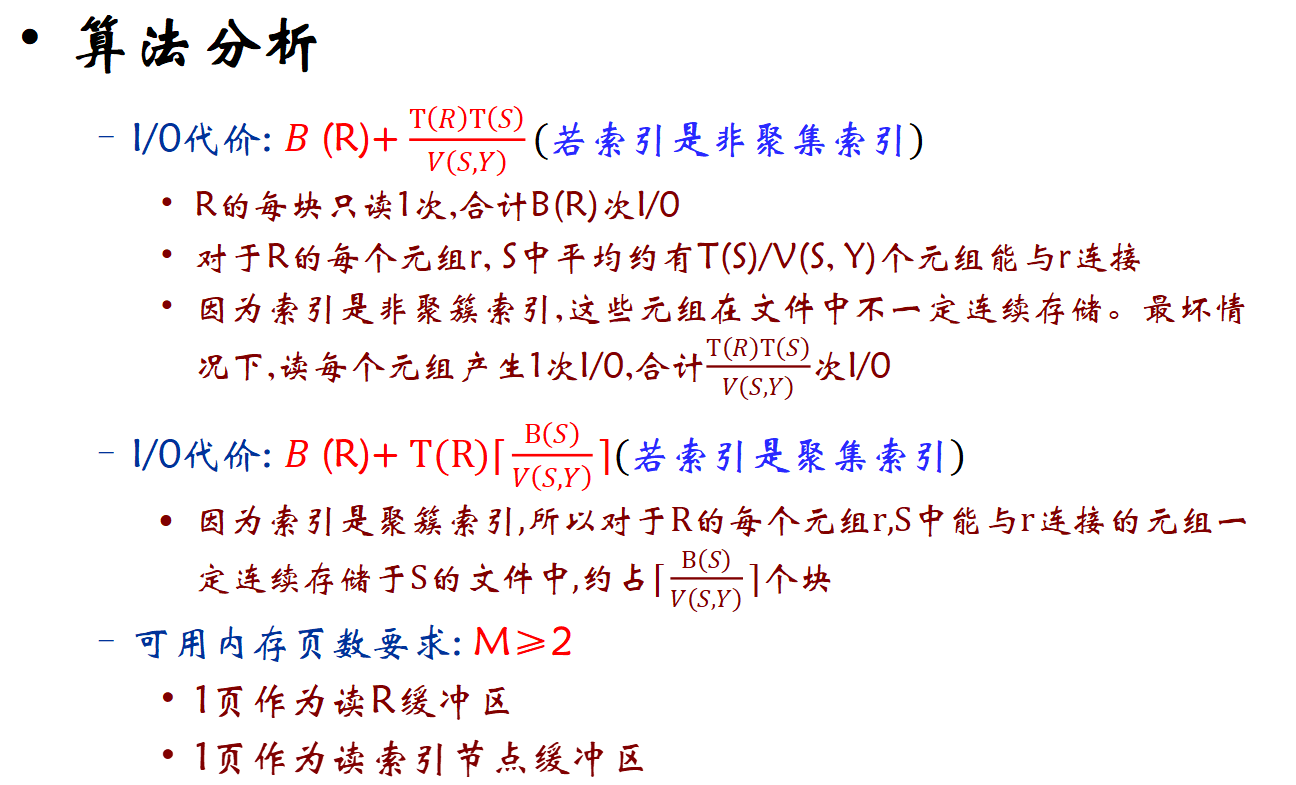 • 算法分析
– I/O代价: B (R)+ T(R)T(S)/V(S,Y) (若索引是非聚集索引)
• R的每块只读1次,合计B(R)次I/O
• 对于R的每个元组r, S中平均约有T(S)/V(S, Y)个元组能与r连接
• 因为索引是非聚簇索引,这些元组在文件中不一定连续存储。最坏情
况下,读每个元组产生1次I/O,合计T(R)T(S)/V(S,Y)次I/O
– I/O代价: B (R)+ T(R)⌈B(S)/V(S,Y)⌉(若索引是聚集索引)
• 因为索引是聚簇索引,所以对于R的每个元组r,S中能与r连接的元组一
定连续存储于S的文件中,约占⌈B(S)/V(S,Y)⌉个块
– 可用内存页数要求: M≥2
• 1页作为读R缓冲区
• 1页作为读索引节点缓冲区